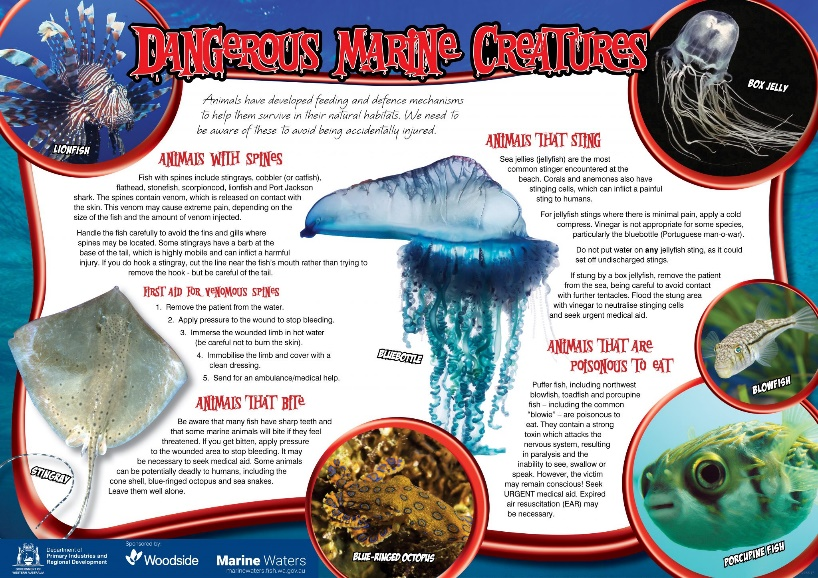 DANGEROUS MARINE CREATURES
Animals have developed feeding and defence mechanisms
to help them survive in their natural habitats. We need to
be aware of these to avoid being accidentally injured.
LIONFISH
BOX JELLY
ANIMALS WITH SPINES
Fish with spines include stingrays, cobbler (or catfish),
flathead, stonefish, scorpioncod, lionfish and Port Jackson
shark. The spines contain venom, which is released on contact with
the skin. This venom may cause extreme pain, depending on the
size of the fish and the amount of venom injected.
Handle the fish carefully to avoid the fins and gills where
spines may be located. Some stingrays have a barb at the
base of the tail, which is highly mobile and can inflict a harmful
injury. If you do hook a stingray, cut the line near the fish's mouth rather than trying to
remove the hook - but be careful of the tail.
FIRST AID FOR VENOMOUS SPINES
1. Remove the patient from the water.
2. Apply pressure to the wound to stop bleeding.
3. Immerse the wounded limb in hot water
(be careful not to burn the skin).
4. Immobilise the limb and cover with a
clean dressing.
5. Send for an ambulance/medical help.
ANIMALS THAT BITE
Be aware that many fish have sharp teeth and
that some marine animals will bite if they feel
threatened. If you get bitten, apply pressure
to the wounded area to stop bleeding. It may
be necessary to seek medical aid. Some animals
can be potentially deadly to humans, including the
cone shell, blue-ringed octopus and sea snakes.
Leave them well alone.
STINGRAY
BLUEBOTTLE
ANIMALS THAT STING
Sea jellies (jellyfish) are the most
common stinger encountered at the
beach. Corals and anemones also have
stinging cells, which can inflict a painful
sting to humans.
For jellyfish stings where there is minimal pain, apply a cold
compress. Vinegar is not appropriate for some species,
particularly the bluebottle (Portuguese man-o-war).
Do not put water on any jellyfish sting, as it could
set off undischarged stings.
If stung by a box jellyfish, remove the patient
from the sea, being careful to avoid contact
with further tentacles. Flood the stung area
with vinegar to neutralise stinging cells
and seek urgent medical aid.
ANIMALS THAT ARE
POISONOUS TO EAT
Puffer fish, including northwest
blowfish, toadfish and porcupine
fish – including the common
"blowie" – are poisonous to
eat. They contain a strong
toxin which attacks the
nervous system, resulting
in paralysis and the
inability to see, swallow or
speak. However, the victim
may remain conscious! Seek
URGENT medical aid. Expired
air resuscitation (EAR) may
be necessary.
BLOWFISH
BLUE-RINGED OCTOPUS
PORCUPINE FISH
GOVERNMENT OF
WESTERN AUSTRALIA
Department of
Primary Industries and
Regional Development
Sponsored by:
Woodside
Marine Waters
marinewaters.fish.wa.gov.au